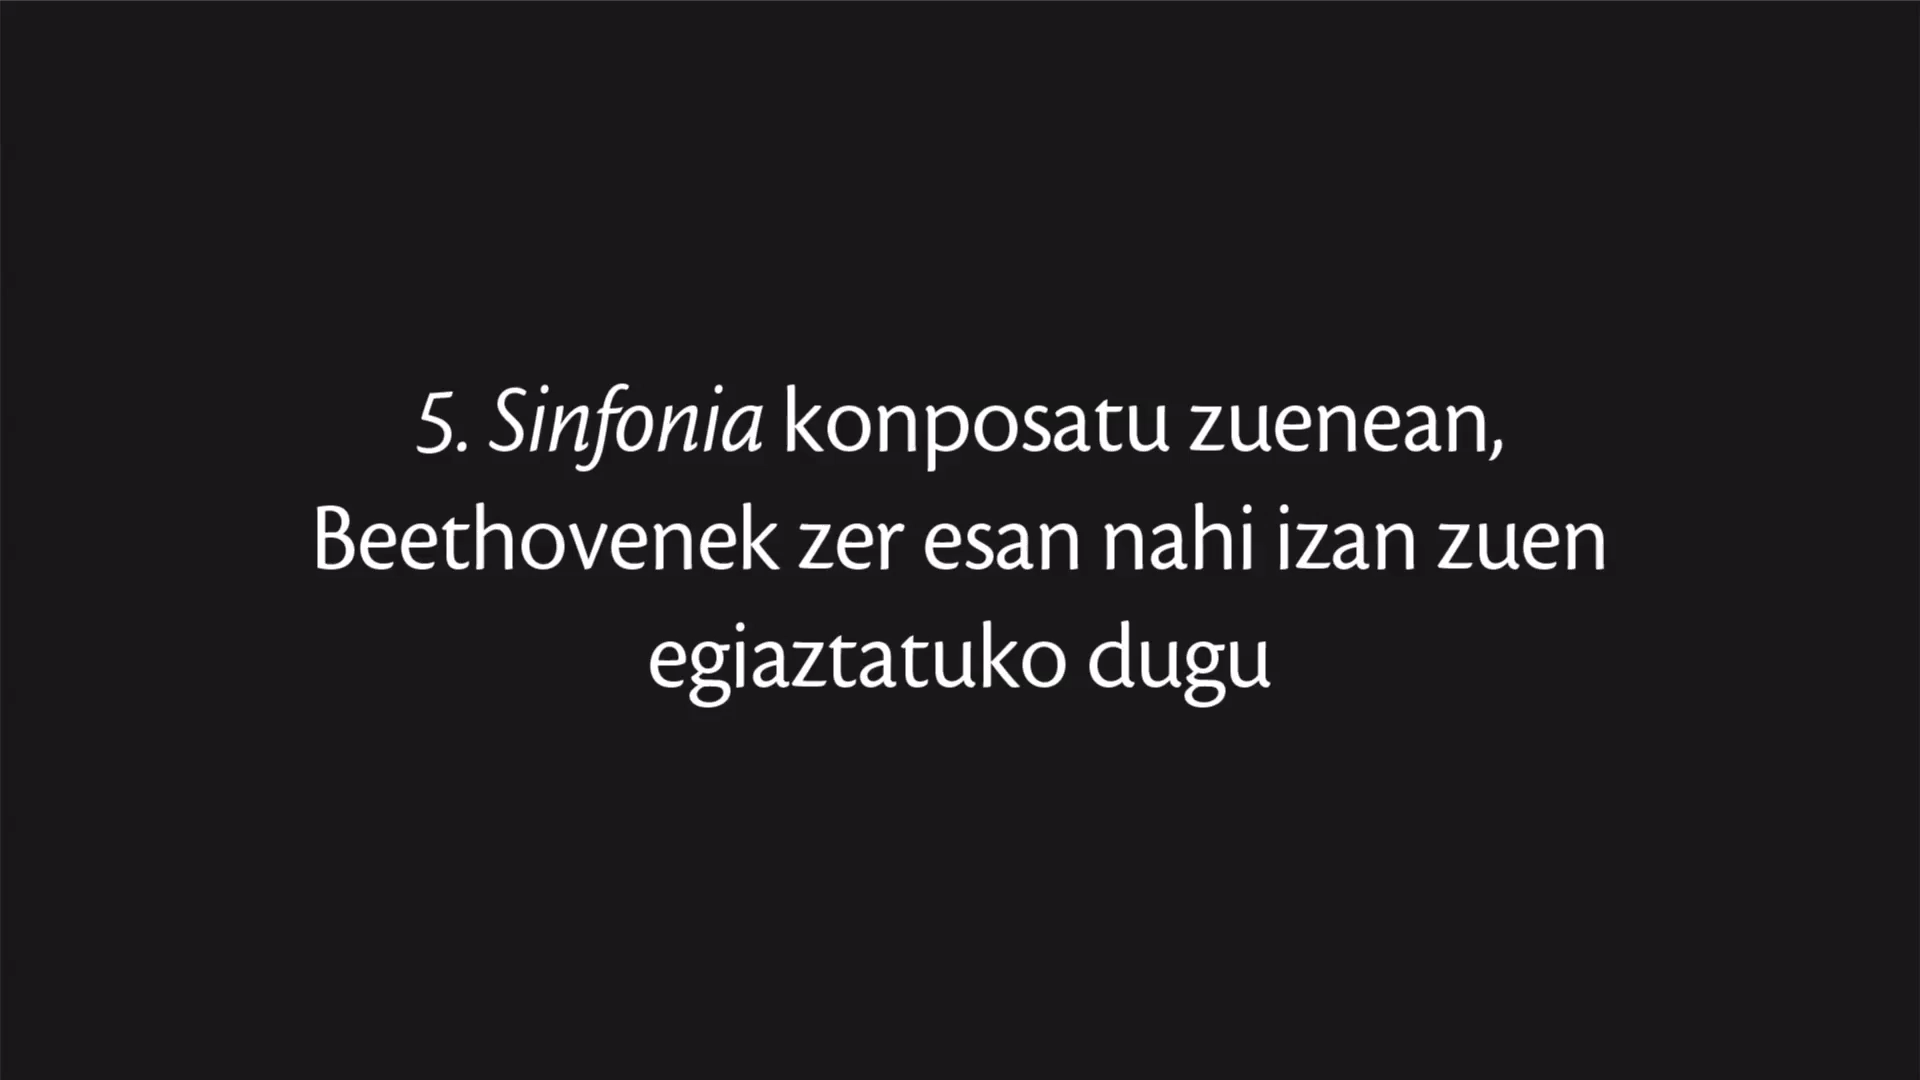 5. Sinfonia konposatu zuenean,
Beethovenek zer esan nahi izan zuen
egiaztatuko dugu